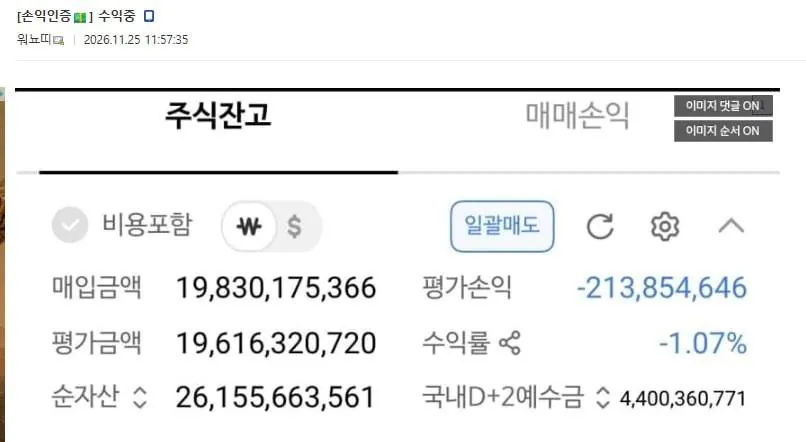 [손익인증💵] 수익중
워뇨띠 | 2026.11.25 11:57:35
주식잔고 매매손익
이미지 댓글 ON
이미지 순서 ON
비용포함 ₩ $ 일괄매도
매입금액 19,830,175,366 평가손익 -213,854,646
평가금액 19,616,320,720 수익률 -1.07%
순자산 26,155,663,561 국내D+2예수금 4,400,360,771